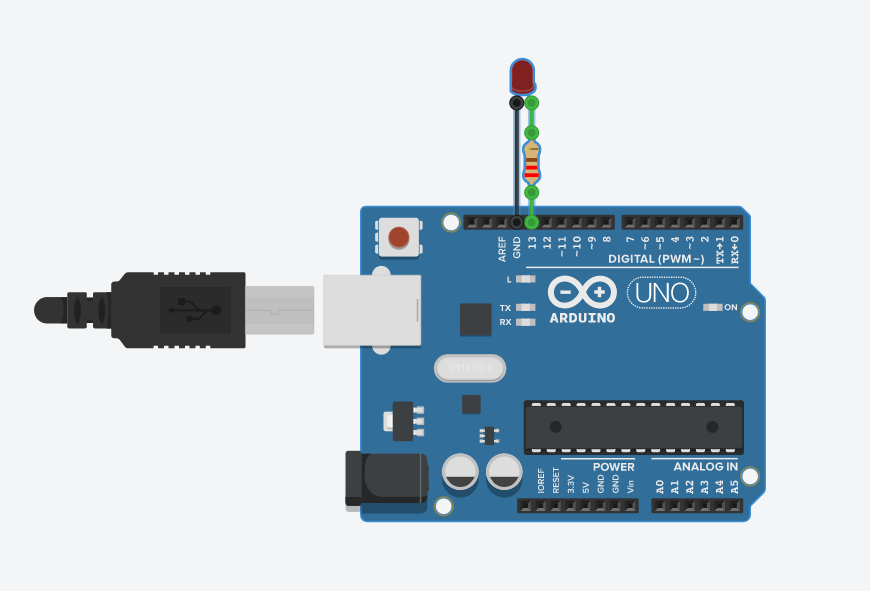 AREF
GND
13
12
~11
~10
~9
8
7
~6
~5
4
~3
2
TX→1
RX←0
DIGITAL (PWM~)
L
TX
RX
UNO
ARDUINO
ON
POWER
ANALOG IN
IOREF
RESET
3.3V
5V
GND
GND
Vin
A0
A1
A2
A3
A4
A5